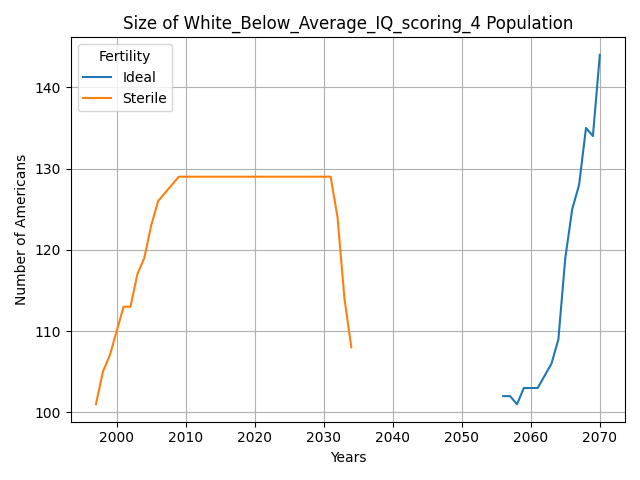 Size of White_Below_Average_IQ_scoring_4 Population
Fertility
Ideal
Sterile
Number of Americans
140
130
120
110
100
2000 2010 2020 2030 2040 2050 2060 2070
Years